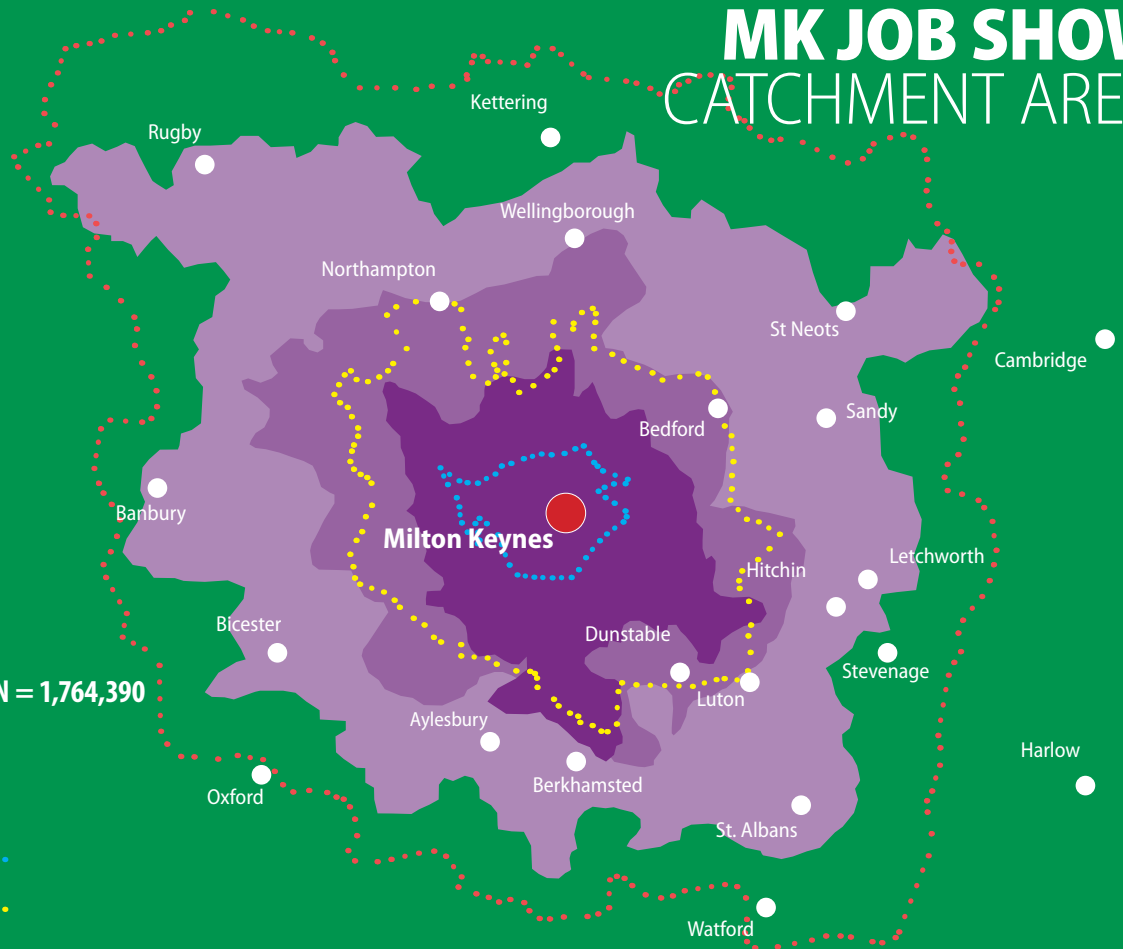 MK JOB SHOW
CATCHMENT ARE
Kettering
Rugby
Wellingborough
Northampton
St Neots
Cambridge
Sandy
Bedford
Banbury
Milton Keynes
Letchworth
Hitchin
Bicester
Dunstable
Stevenage
N = 1,764,390
Luton
Aylesbury
Harlow
Berkhamsted
Oxford
St. Albans
Watford